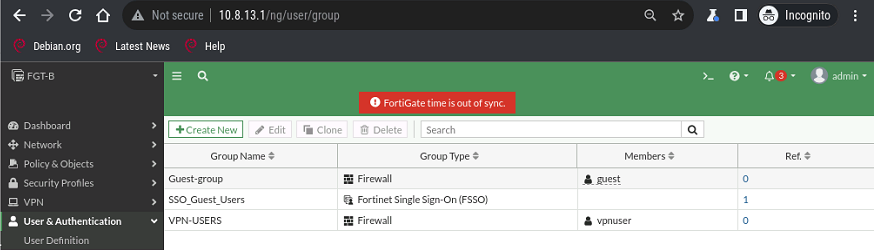 Not secure | 10.8.13.1/ng/user/group
Incognito
Debian.org Latest News Help
FGT-B
>_ ? 3 admin
FortiGate time is out of sync.
Dashboard
Network
Policy & Objects
Security Profiles
VPN
User & Authentication
User Definition
+Create New Edit Clone Delete Search
Group Name Group Type Members Ref.
Guest-group Firewall guest 0
SSO_Guest_Users Fortinet Single Sign-On (FSSO) 1
VPN-USERS Firewall vpnuser 0